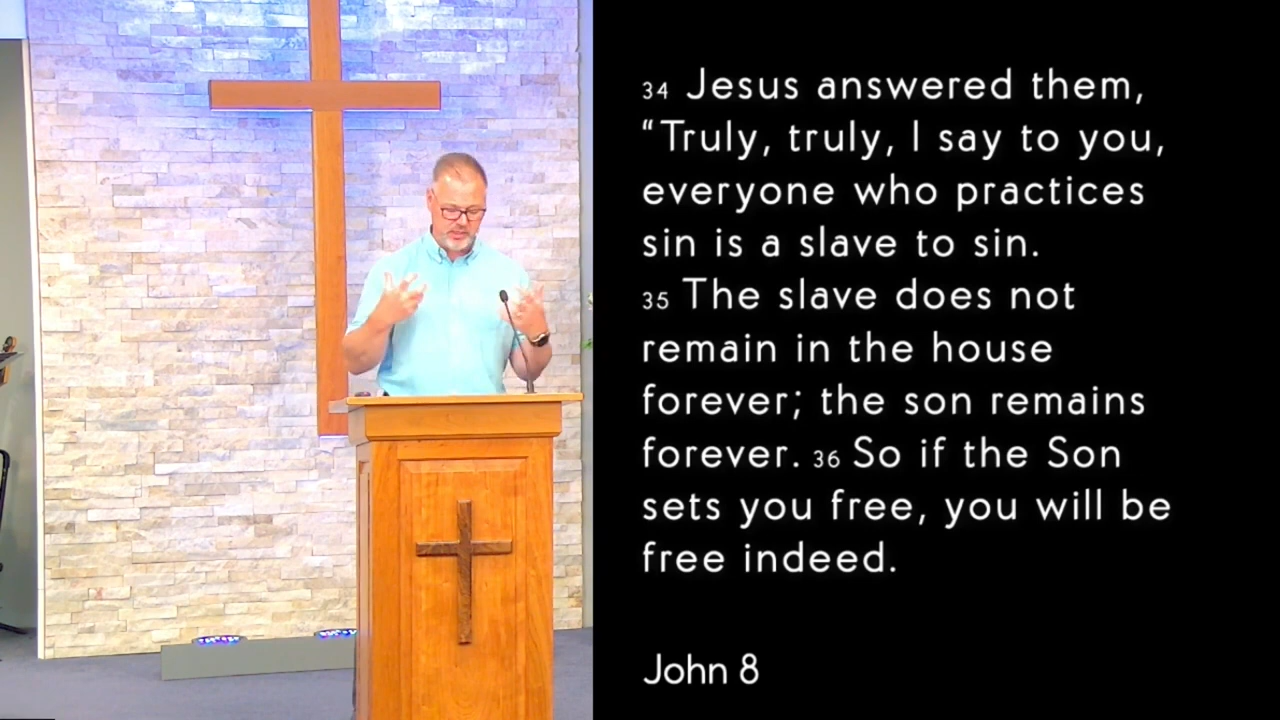 34 Jesus answered them,
“Truly, truly, I say to you,
everyone who practices
sin is a slave to sin.
35 The slave does not
remain in the house
forever; the son remains
forever. 36 So if the Son
sets you free, you will be
free indeed.
John 8